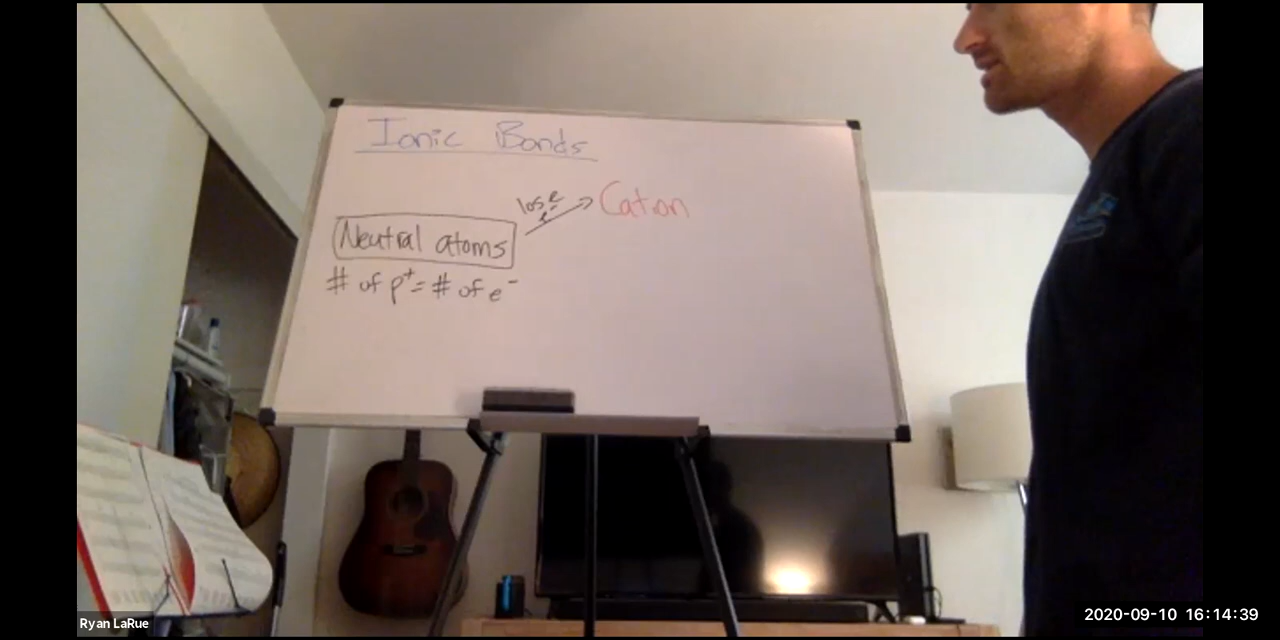 Ionic Bonds
lose
e-
Cation
Neutral atoms
# of p+ = # of e-
Ryan LaRue
2020-09-10 16:14:39